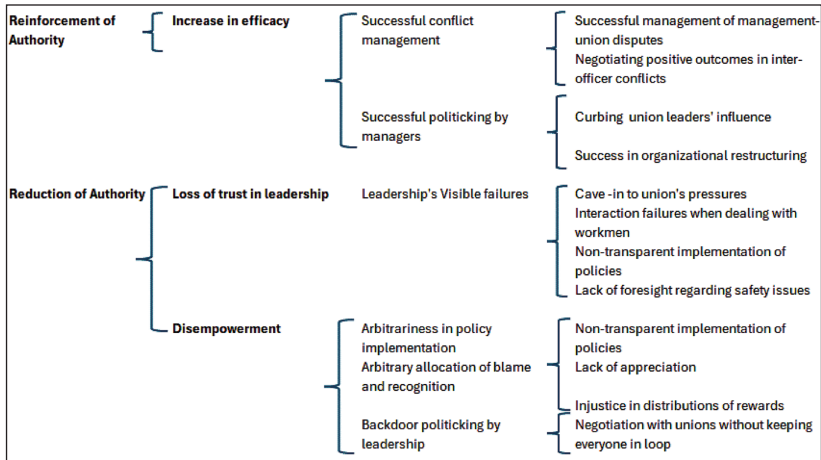 Reinforcement of
Authority
Increase in efficacy
Successful conflict
management
Successful management of management-
union disputes
Negotiating positive outcomes in inter-
officer conflicts
Successful politicking by
managers
Curbing union leaders' influence
Success in organizational restructuring
Reduction of Authority
Loss of trust in leadership
Leadership's Visible failures
Cave -in to union's pressures
Interaction failures when dealing with
workmen
Non-transparent implementation of
policies
Lack of foresight regarding safety issues
Disempowerment
Arbitrariness in policy
implementation
Arbitrary allocation of blame
and recognition
Non-transparent implementation of
policies
Lack of appreciation
Injustice in distributions of rewards
Backdoor politicking by
leadership
Negotiation with unions without keeping
everyone in loop